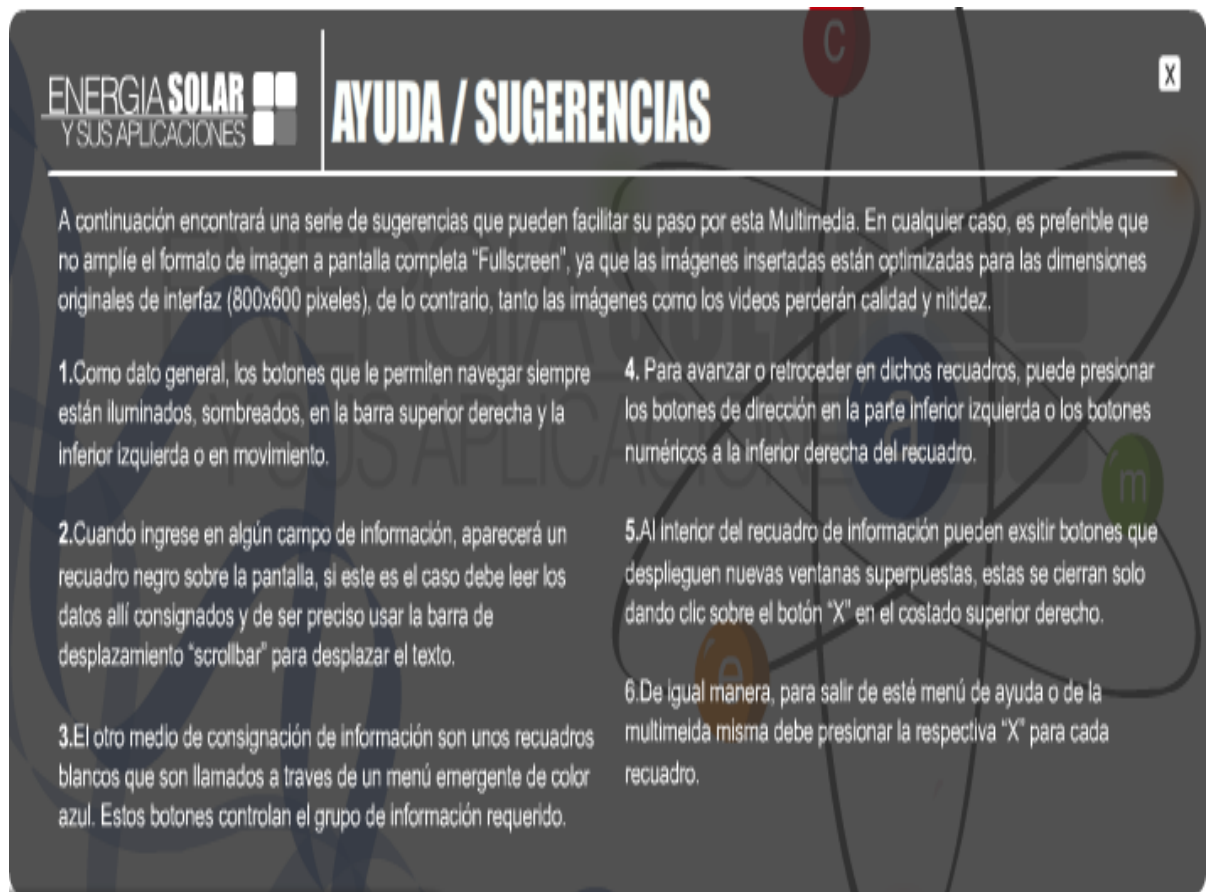 C
ENERGIA SOLAR
Y SUS APLICACIONES
AYUDA / SUGERENCIAS
X
A continuación encontrará una serie de sugerencias que pueden facilitar su paso por esta Multimedia. En cualquier caso, es preferible que
no amplíe el formato de imagen a pantalla completa “Fullscreen”, ya que las imágenes insertadas están optimizadas para las dimensiones
originales de interfaz (800x600 pixeles), de lo contrario, tanto las imágenes como los videos perderán calidad y nitidez.
1.Como dato general, los botones que le permiten navegar siempre
están iluminados, sombreados, en la barra superior derecha y la
inferior izquierda o en movimiento.
2.Cuando ingrese en algún campo de información, aparecerá un
recuadro negro sobre la pantalla, si este es el caso debe leer los
datos allí consignados y de ser preciso usar la barra de
desplazamiento “scrollbar” para desplazar el texto.
3.El otro medio de consignación de información son unos recuadros
blancos que son llamados a traves de un menú emergente de color
azul. Estos botones controlan el grupo de información requerido.
4. Para avanzar o retroceder en dichos recuadros, puede presionar
los botones de dirección en la parte inferior izquierda o los botones
numéricos a la inferior derecha del recuadro.
5.Al interior del recuadro de información pueden exsitir botones que
desplieguen nuevas ventanas superpuestas, estas se cierran solo
dando clic sobre el botón “X” en el costado superior derecho.
6.De igual manera, para salir de esté menú de ayuda o de la
multimeida misma debe presionar la respectiva “X” para cada
recuadro.
ENERGIA SOLAR
Y SUS APLICACIONES
a
m
e